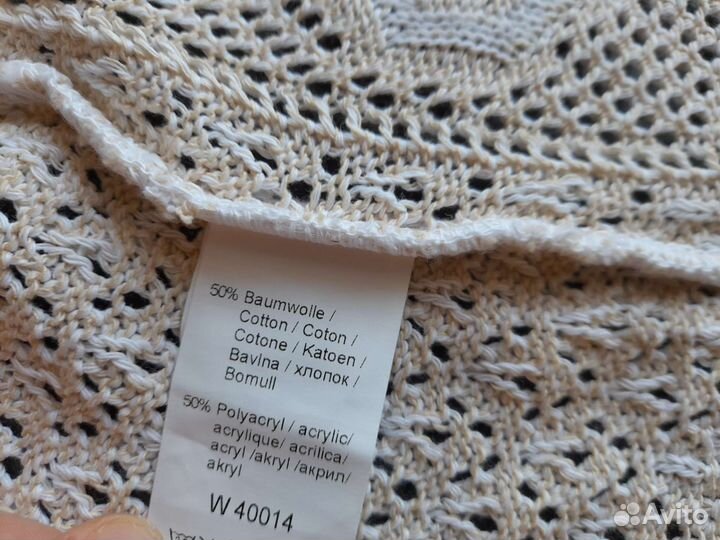 50% Baumwolle /
Cotton / Coton /
Cotone / Katoen /
Bavlna / хлопок /
Bomull
50% Polyacryl / acrylic/
acrylique/ acrilica/
acryl /akryl /акрил/
akryl
W 40014
Avito